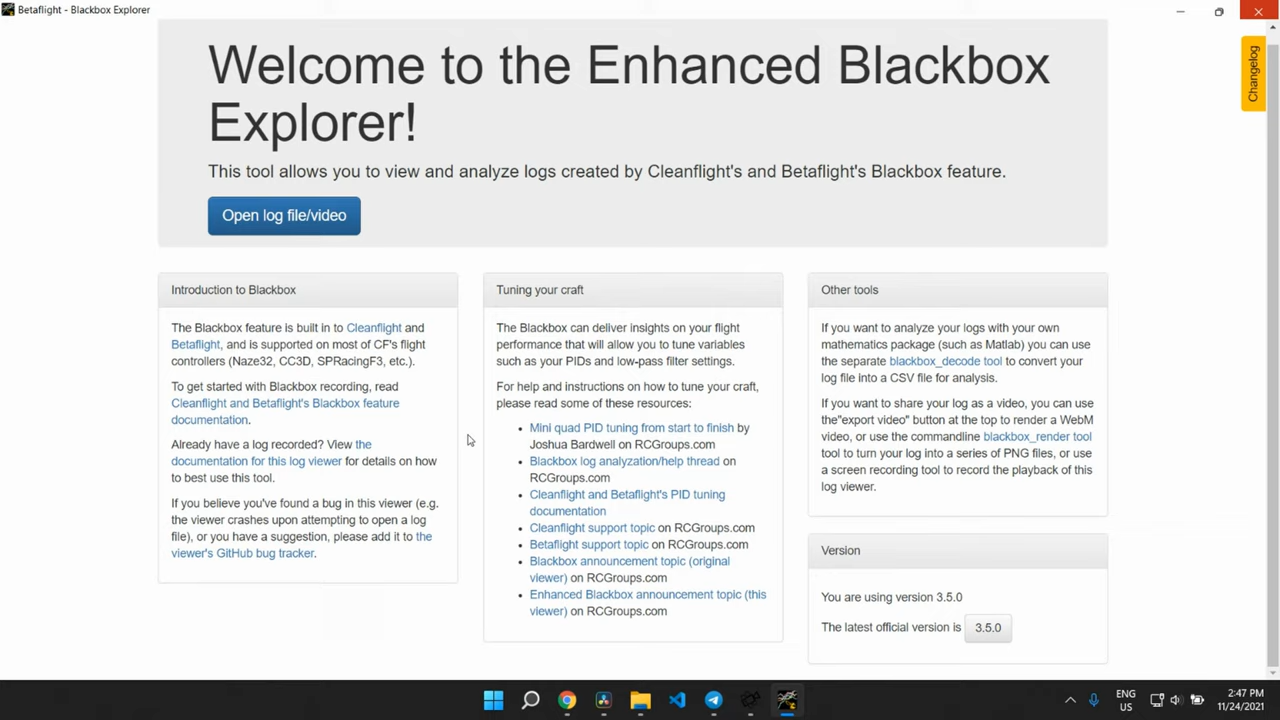 Betaflight - Blackbox Explorer
Changelog
Welcome to the Enhanced Blackbox
Explorer!
This tool allows you to view and analyze logs created by Cleanflight's and Betaflight's Blackbox feature.
Open log file/video
Introduction to Blackbox
The Blackbox feature is built in to Cleanflight and
Betaflight, and is supported on most of CF's flight
controllers (Naze32, CC3D, SPRacingF3, etc.).
To get started with Blackbox recording, read
Cleanflight and Betaflight's Blackbox feature
documentation.
Already have a log recorded? View the
documentation for this log viewer for details on how
to best use this tool.
If you believe you've found a bug in this viewer (e.g.
the viewer crashes upon attempting to open a log
file), or you have a suggestion, please add it to the
viewer's GitHub bug tracker.
Tuning your craft
The Blackbox can deliver insights on your flight
performance that will allow you to tune variables
such as your PIDs and low-pass filter settings.
For help and instructions on how to tune your craft,
please read some of these resources:
• Mini quad PID tuning from start to finish by
Joshua Bardwell on RCGroups.com
• Blackbox log analyzation/help thread on
RCGroups.com
• Cleanflight and Betaflight's PID tuning
documentation
• Cleanflight support topic on RCGroups.com
• Betaflight support topic on RCGroups.com
• Blackbox announcement topic (original
viewer) on RCGroups.com
• Enhanced Blackbox announcement topic (this
viewer) on RCGroups.com
Other tools
If you want to analyze your logs with your own
mathematics package (such as Matlab) you can
use the separate blackbox_decode tool to convert your
log file into a CSV file for analysis.
If you want to share your log as a video, you can use
the"export video" button at the top to render a WebM
video, or use the commandline blackbox_render tool
tool to turn your log into a series of PNG files, or use
a screen recording tool to record the playback of this
log viewer.
Version
You are using version 3.5.0
The latest official version is 3.5.0
ENG
US
2:47 PM
11/24/2021